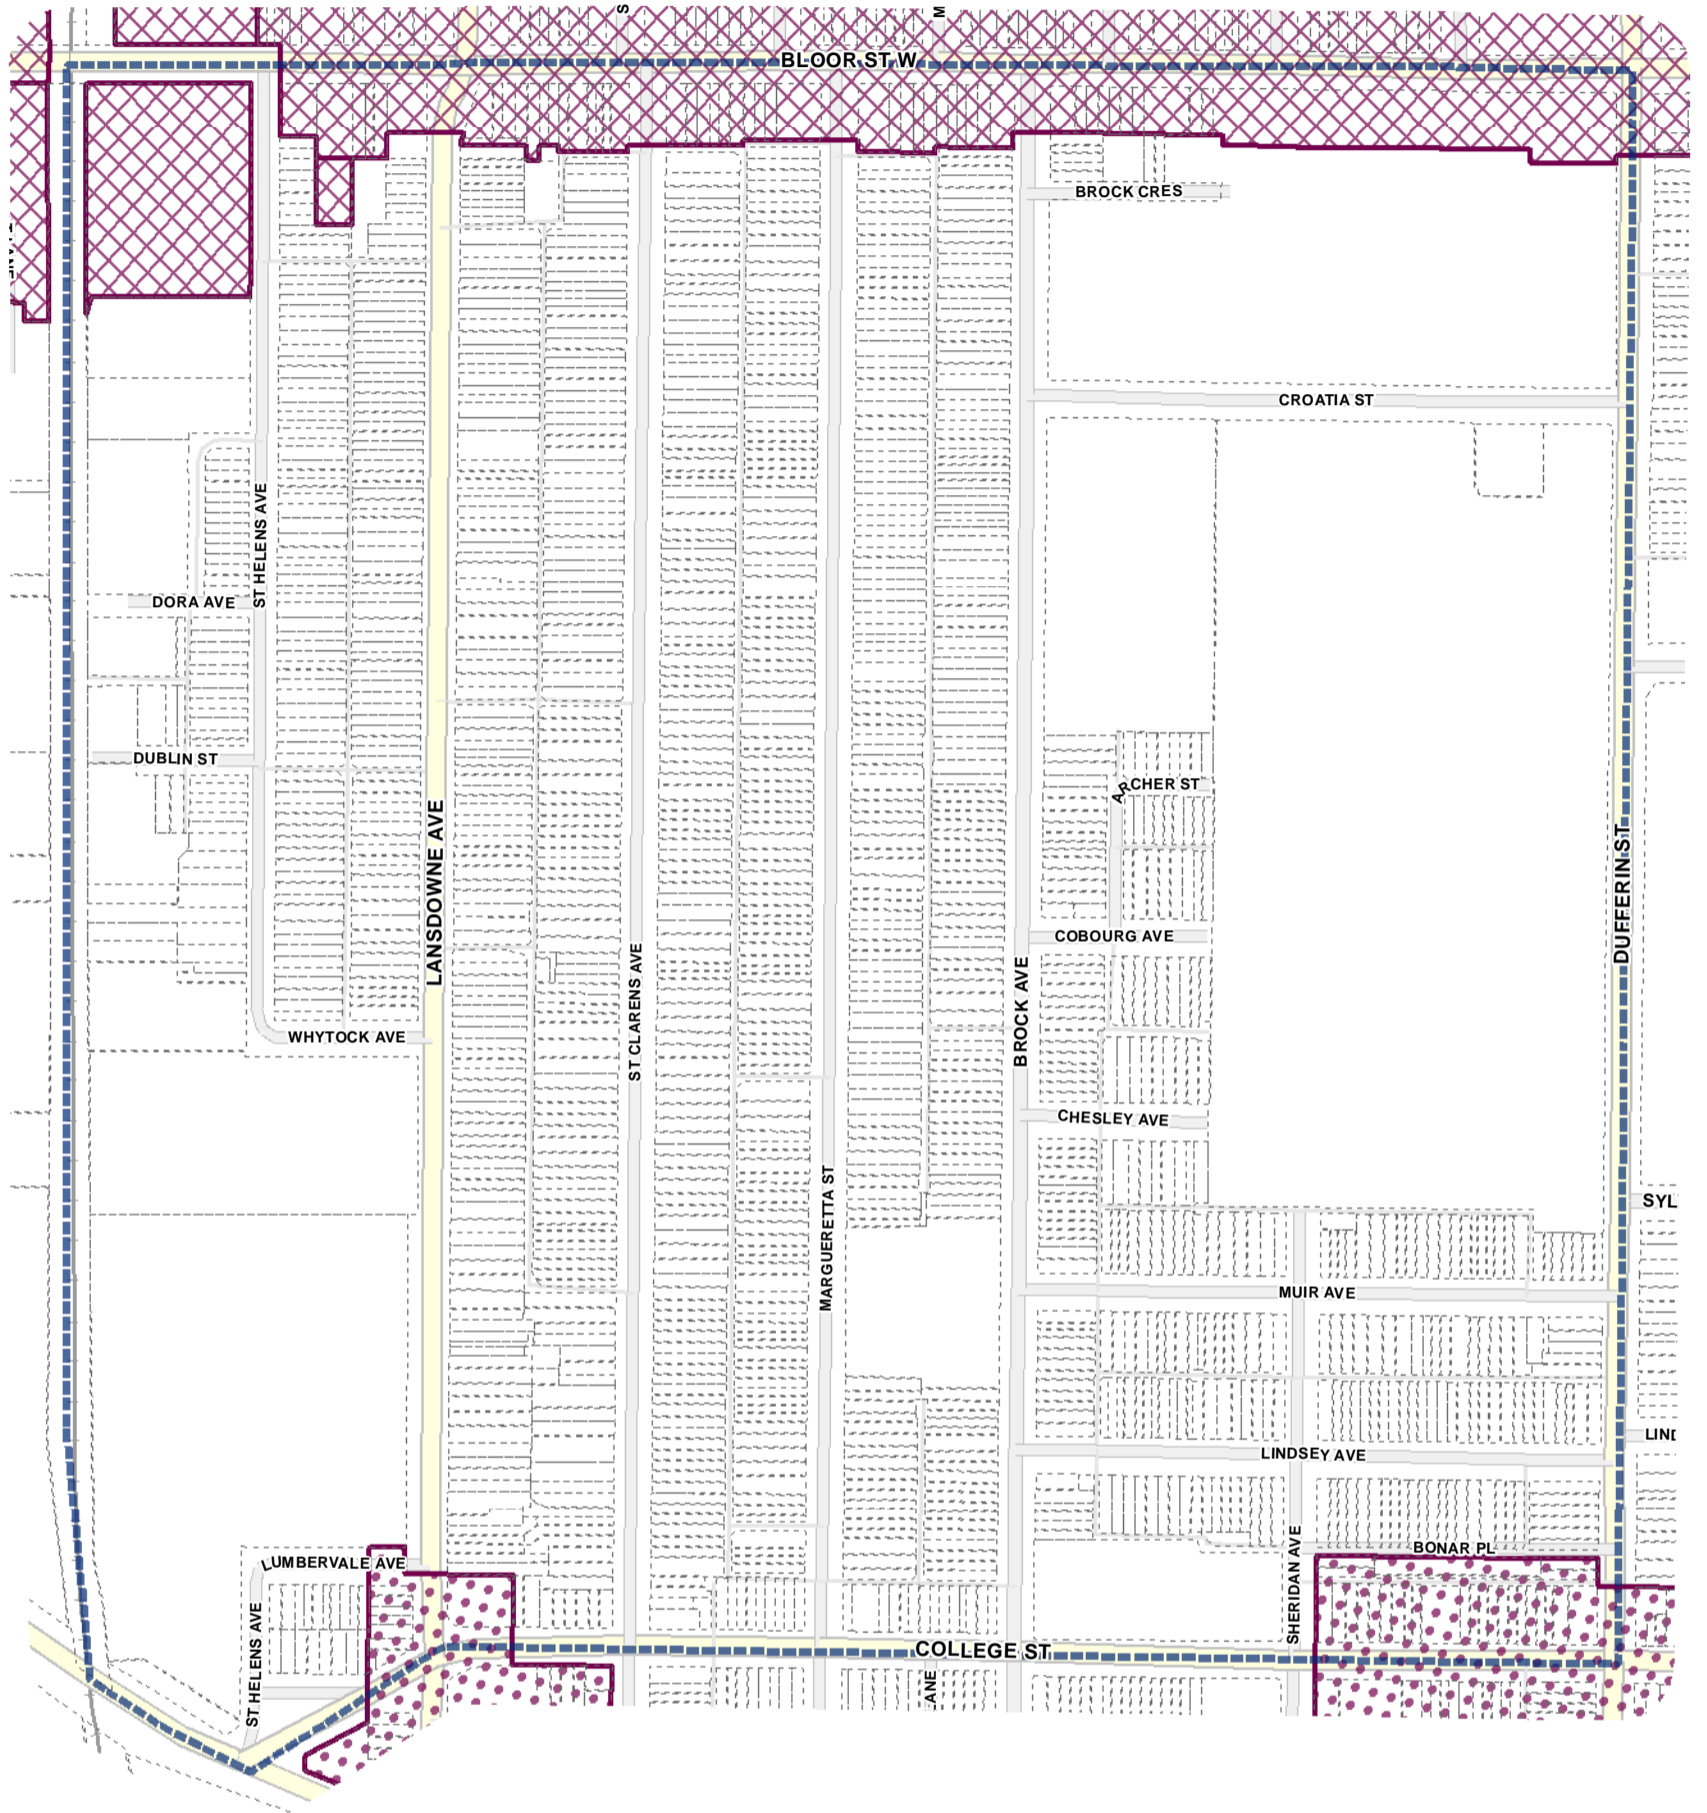 S
M
BLOOR ST W
BROCK CRES
CROATIA ST
ST HELENS AVE
DORA AVE
DUBLIN ST
ARCHER ST
LANSDOWNE AVE
DUFFERIN ST
COBOURG AVE
ST CLARENS AVE
BROCK AVE
WHYTOCK AVE
CHESLEY AVE
MARGUERETTA ST
SYL
MUIR AVE
LIND
LINDSEY AVE
BONAR PL
LUMBERVALE AVE
SHERIDAN AVE
ST HELENS AVE
COLLEGE ST
LANE